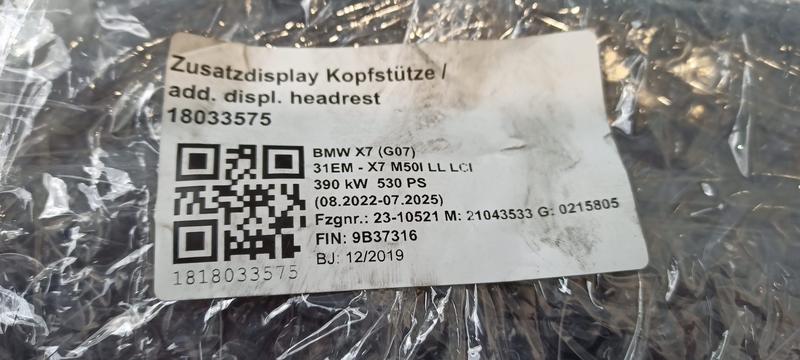 Zusatzdisplay Kopfstütze /
add. displ. headrest
18033575
BMW X7 (G07)
31EM - X7 M50I LL LCI
390 kW 530 PS
(08.2022-07.2025)
Fzgnr.: 23-10521 M: 21043533 G: 0215805
FIN: 9B37316
BJ: 12/2019
1818033575